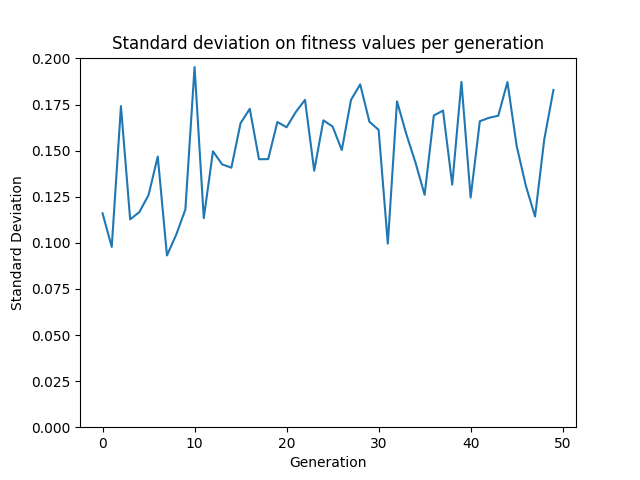 Standard deviation on fitness values per generation
0.200
0.175
0.150
0.125
0.100
0.075
0.050
0.025
0.000
Standard Deviation
0 10 20 30 40 50
Generation